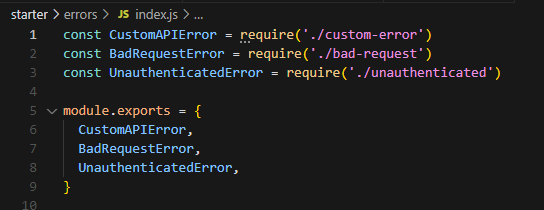 starter > errors > JS index.js > ...
1 const CustomAPIError = require('./custom-error')
2 const BadRequestError = require('./bad-request')
3 const UnauthenticatedError = require('./unauthenticated')
4
5 module.exports = {
6 CustomAPIError,
7 BadRequestError,
8 UnauthenticatedError,
9 }
10